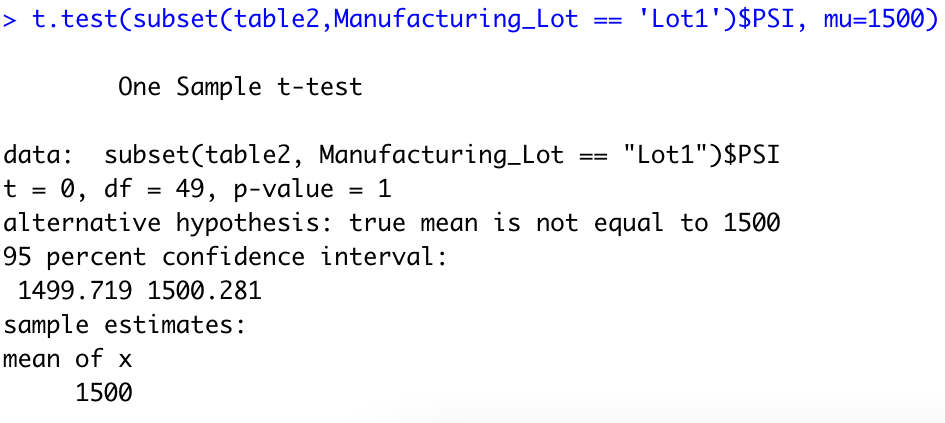 > t.test(subset(table2,Manufacturing_Lot == 'Lot1')$PSI, mu=1500)
One Sample t-test
data:  subset(table2, Manufacturing_Lot == "Lot1")$PSI
t = 0, df = 49, p-value = 1
alternative hypothesis: true mean is not equal to 1500
95 percent confidence interval:
1499.719 1500.281
sample estimates:
mean of x
1500